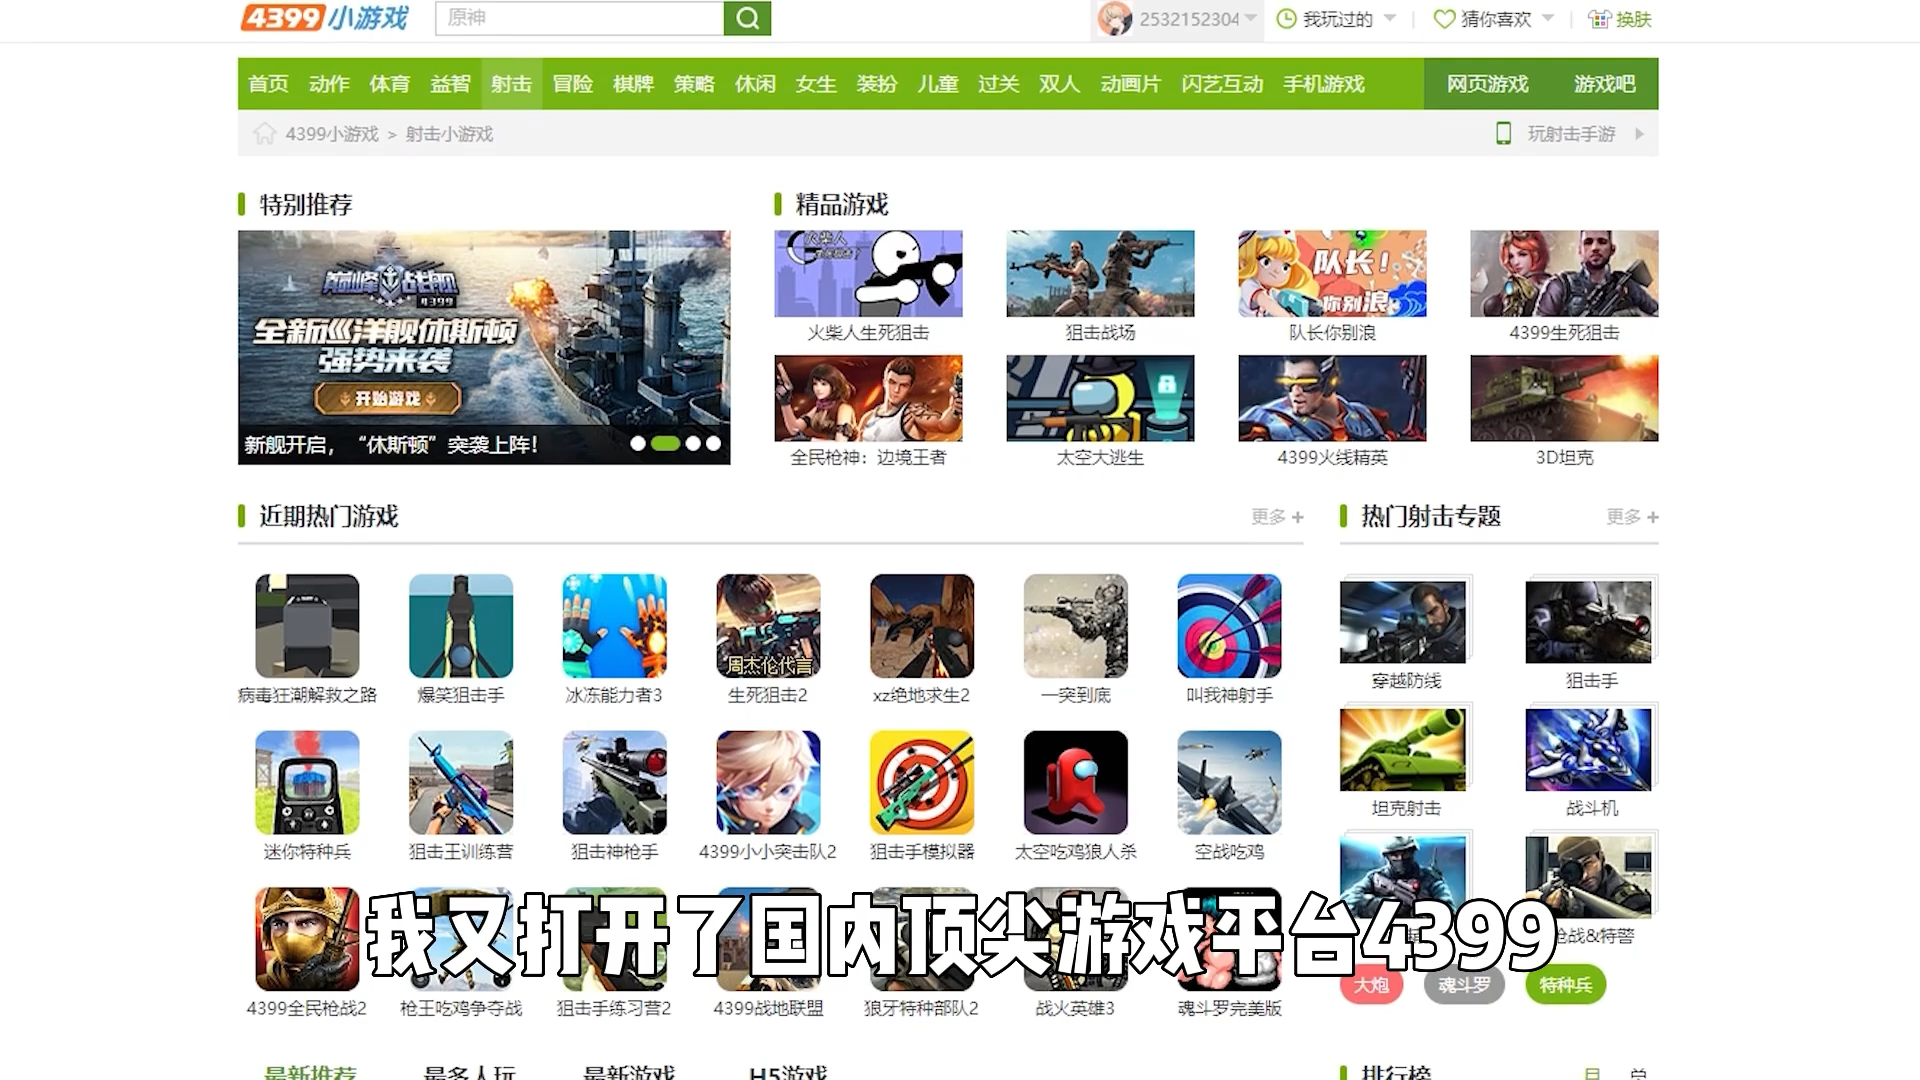 4399小游戏
原神
2532152304
我玩过的
猜你喜欢
换肤
首页 动作 体育 益智 射击 冒险 棋牌 策略 休闲 女生 装扮 儿童 过关 双人 动画片 闪艺互动 手机游戏 网页游戏 游戏吧
4399小游戏 > 射击小游戏
玩射击手游
特别推荐
巅峰战舰
4399
全新巡洋舰休斯顿
强势来袭
开始游戏
新舰开启，“休斯顿”突袭上阵！
精品游戏
火柴人
队长！
你别浪
火柴人生死狙击 狙击战场 队长你别浪 4399生死狙击
全民枪神：边境王者 太空大逃生 4399火线精英 3D坦克
近期热门游戏
更多 +
周杰伦代言
病毒狂潮解救之路 爆笑狙击手 冰冻能力者3 生死狙击2 xz绝地求生2 一突到底 叫我神射手
迷你特种兵 狙击王训练营 狙击神枪手 4399小小突击队2 狙击手模拟器 太空吃鸡狼人杀 空战吃鸡
4399全民枪战2 枪王吃鸡争夺战 狙击手练习营2 4399战地联盟 狼牙特种部队2 战火英雄3 魂斗罗完美版
热门射击专题
更多 +
穿越防线 狙击手
坦克射击 战斗机
枪战&特警
大炮 魂斗罗 特种兵
我又打开了国内顶尖游戏平台4399
最新推荐 最多人玩 最新游戏 H5游戏
排行榜
日 总